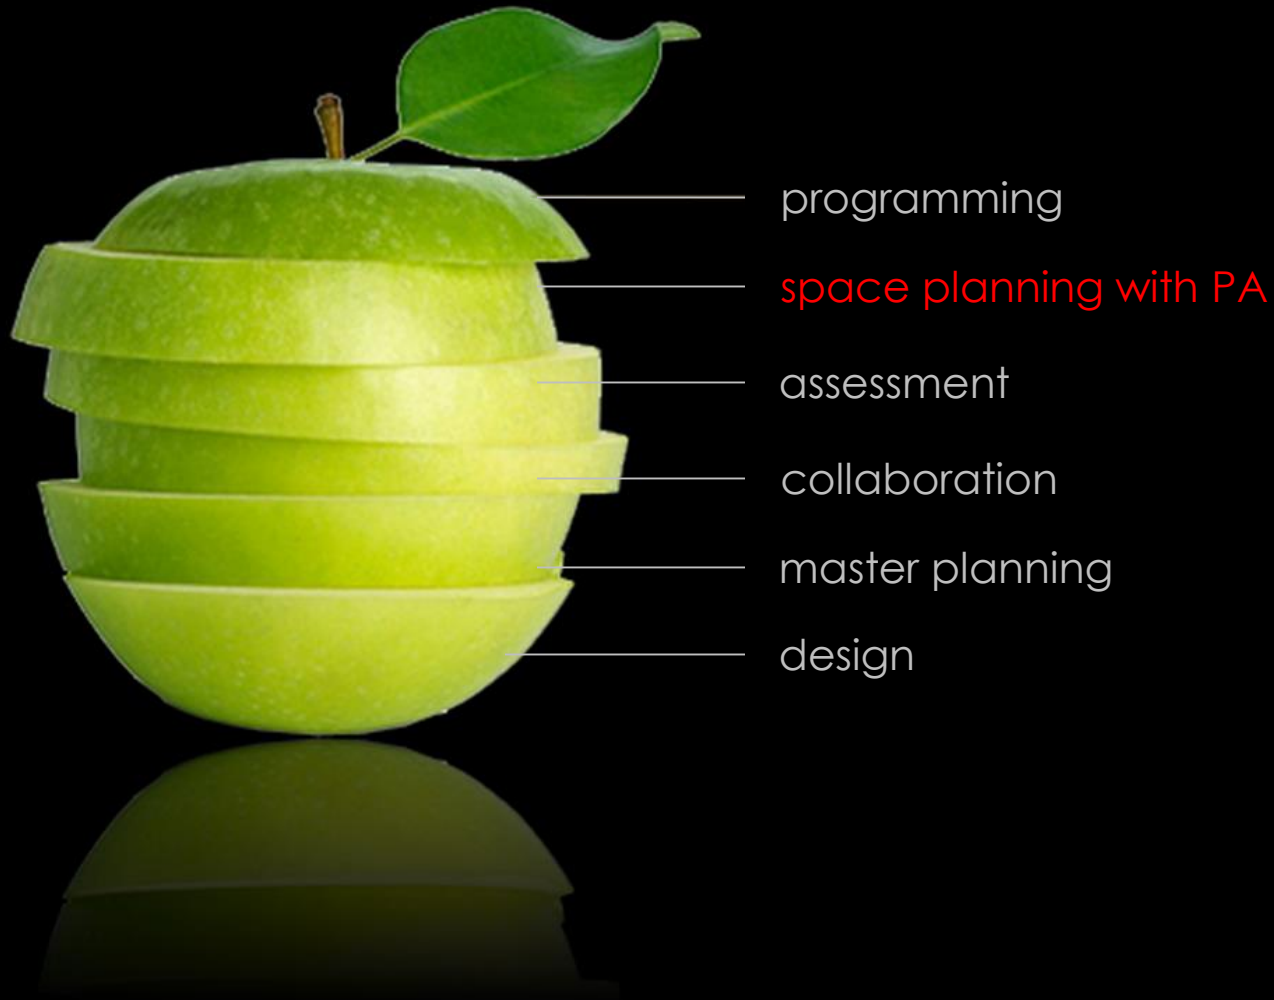 programming
space planning with PA
assessment
collaboration
master planning
design